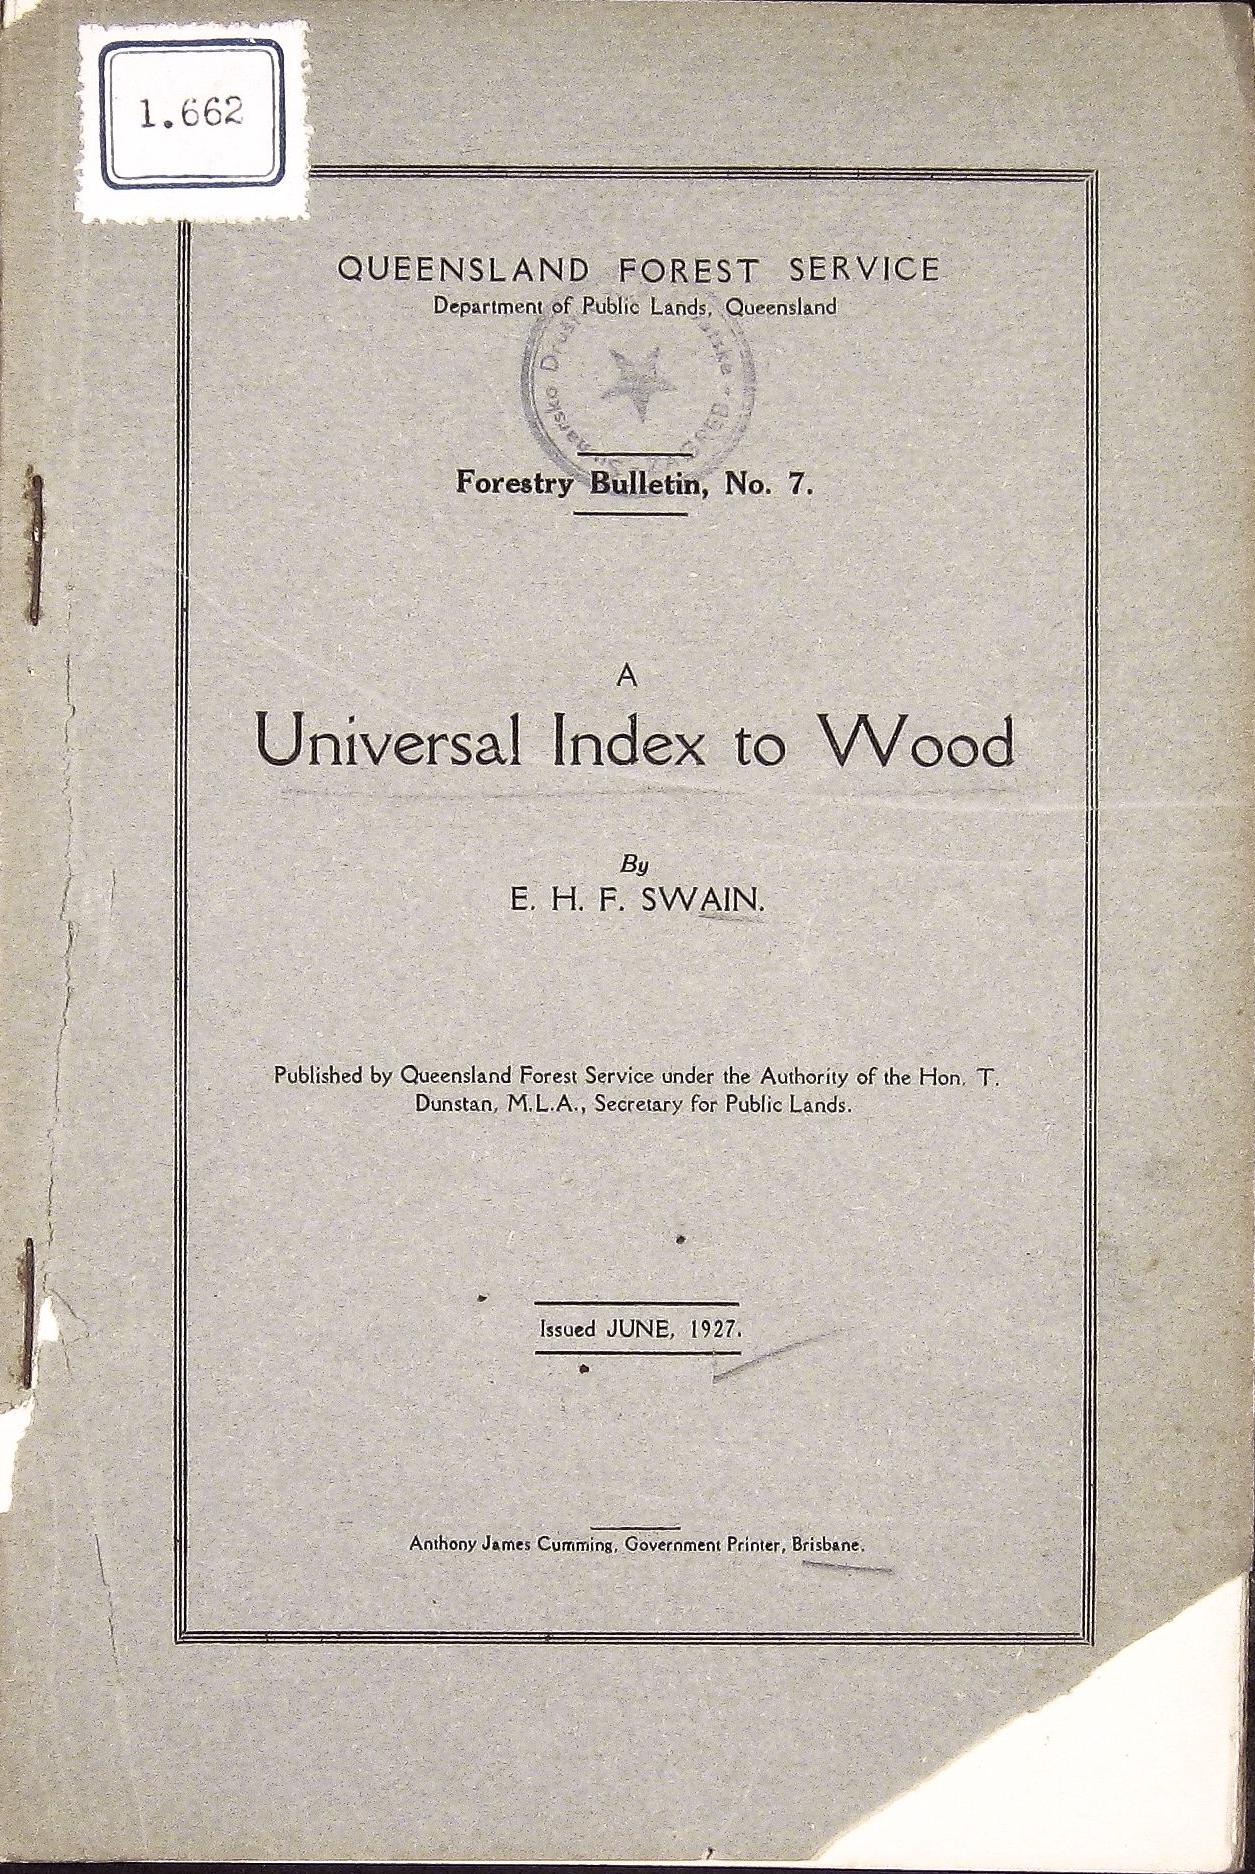 1.662
QUEENSLAND FOREST SERVICE
Department of Public Lands, Queensland
Forestry Bulletin, No. 7.
A
Universal Index to Wood
By
E. H. F. SWAIN.
Published by Queensland Forest Service under the Authority of the Hon. T.
Dunstan, M.L.A., Secretary for Public Lands.
Issued JUNE, 1927.
Anthony James Cumming, Government Printer, Brisbane.